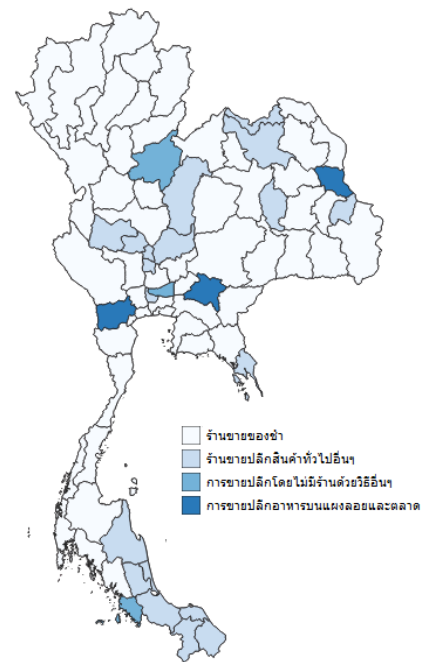 ร้านขายของชำ
ร้านขายปลีกสินค้าทั่วไปอื่นๆ
การขายปลีกโดยไม่มีร้านด้วยวิธีอื่นๆ
การขายปลีกอาหารบนแผงลอยและตลาด